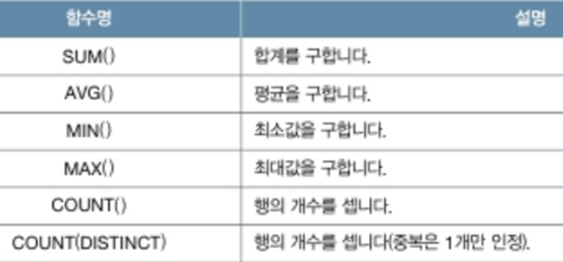 함수명 설명
SUM() 합계를 구합니다.
AVG() 평균을 구합니다.
MIN() 최소값을 구합니다.
MAX() 최대값을 구합니다.
COUNT() 행의 개수를 셉니다.
COUNT(DISTINCT) 행의 개수를 셉니다(중복은 1개만 인정).